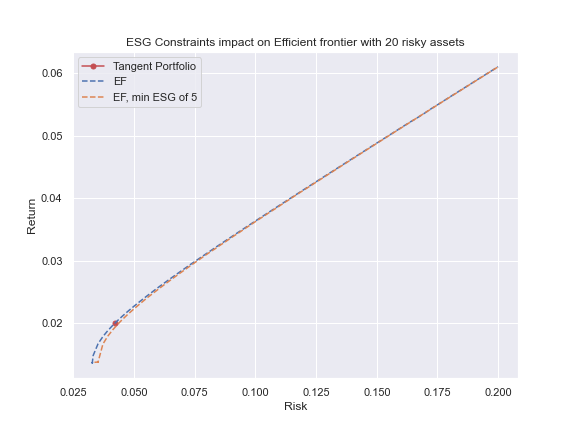 ESG Constraints impact on Efficient frontier with 20 risky assets
Tangent Portfolio
EF
EF, min ESG of 5
0.06
0.05
0.04
0.03
0.02
Return
0.025
0.050
0.075
0.100
0.125
0.150
0.175
0.200
Risk